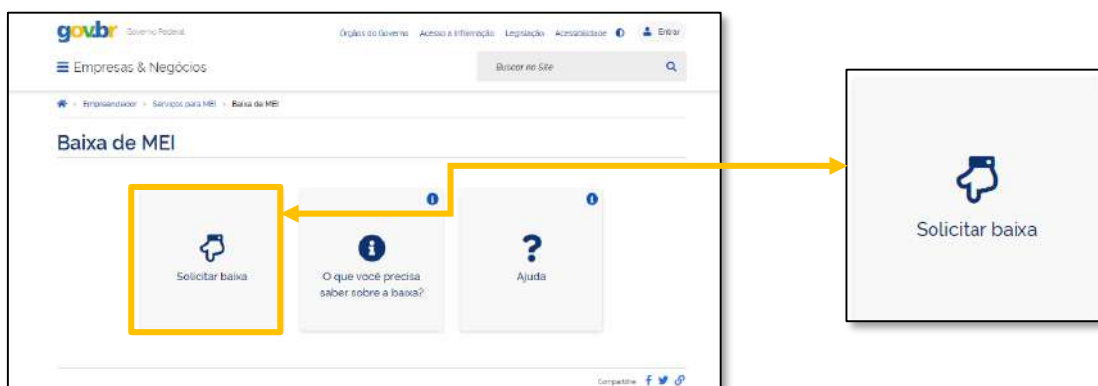 gov.br Governo Federal
Órgãos do Governo Acesso à Informação Legislação Acessibilidade Entrar
Empresas & Negócios
Buscar no Site
Empreendedor > Serviços para MEI > Baixa de MEI
Baixa de MEI
Solicitar baixa
O que você precisa
saber sobre a baixa?
Ajuda
Compartilhe
Solicitar baixa